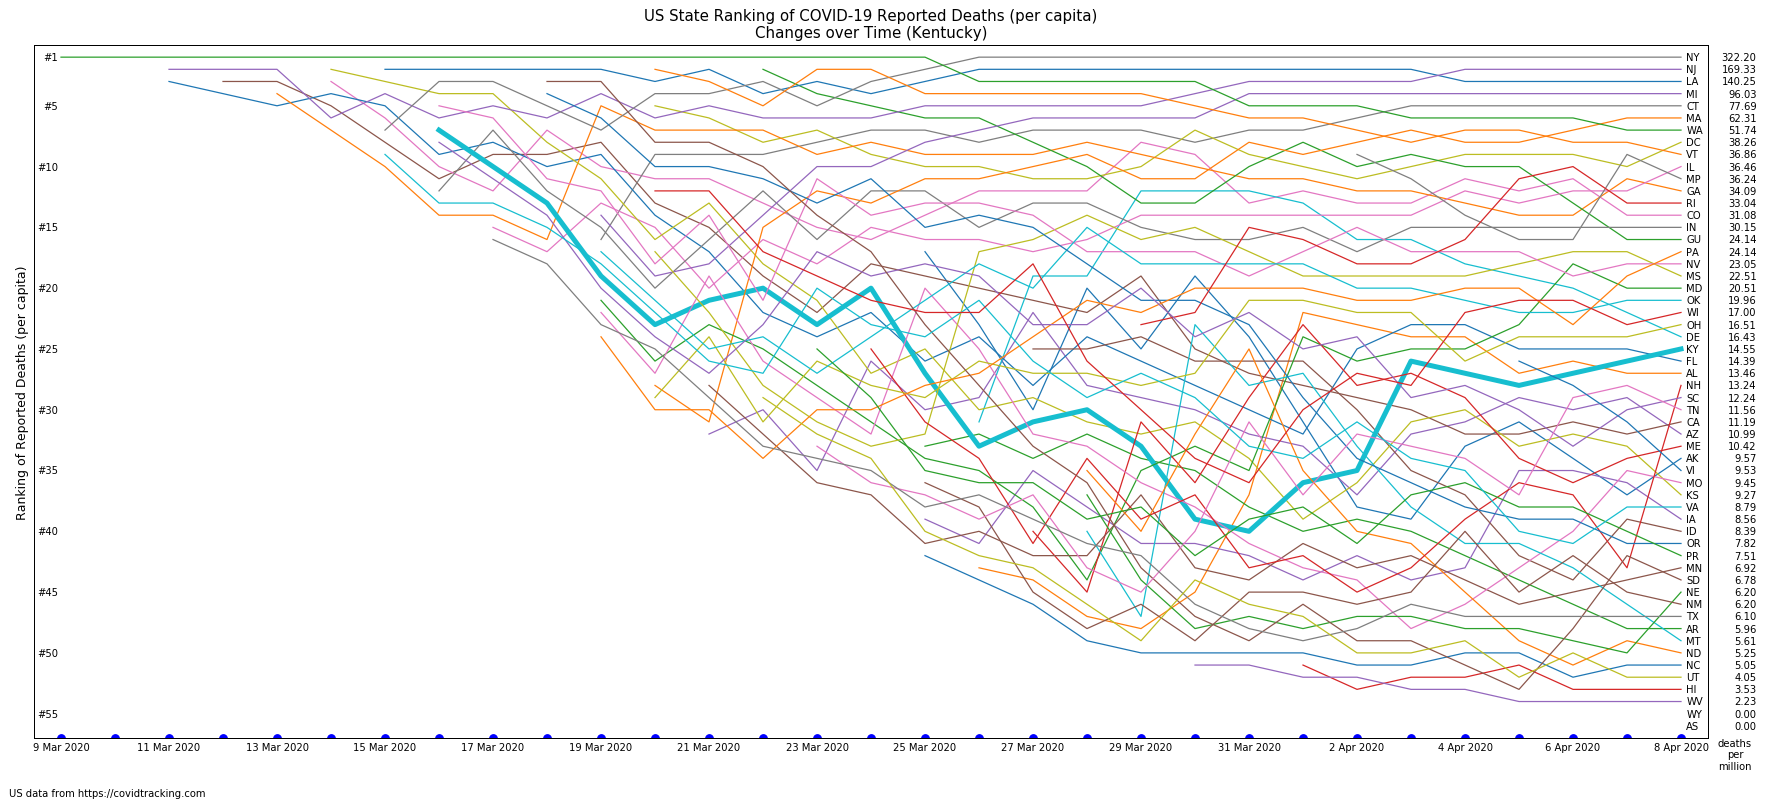 US State Ranking of COVID-19 Reported Deaths (per capita)
Changes over Time (Kentucky)
Ranking of Reported Deaths (per capita)
#1
#5
#10
#15
#20
#25
#30
#35
#40
#45
#50
#55
NY 322.20
NJ 169.33
LA 140.25
MI 96.03
CT 77.69
MA 62.31
WA 51.74
DC 38.26
VT 36.86
IL 36.46
MP 36.24
GA 34.09
RI 33.04
CO 31.08
IN 30.15
GU 24.14
PA 24.14
NV 23.05
MS 22.51
MD 20.51
OK 19.96
WI 17.00
OH 16.51
DE 16.43
KY 14.55
FL 14.39
AL 13.46
NH 13.24
SC 12.24
TN 11.56
CA 11.19
AZ 10.99
ME 10.42
AK 9.57
VI 9.53
MO 9.45
KS 9.27
VA 8.79
IA 8.56
ID 8.39
OR 7.82
PR 7.51
MN 6.92
SD 6.78
NE 6.20
NM 6.20
TX 6.10
AR 5.96
MT 5.61
ND 5.25
NC 5.05
UT 4.05
HI 3.53
WV 2.23
WY 0.00
AS 0.00
9 Mar 2020
11 Mar 2020
13 Mar 2020
15 Mar 2020
17 Mar 2020
19 Mar 2020
21 Mar 2020
23 Mar 2020
25 Mar 2020
27 Mar 2020
29 Mar 2020
31 Mar 2020
2 Apr 2020
4 Apr 2020
6 Apr 2020
8 Apr 2020
deaths
per
million
US data from https://covidtracking.com